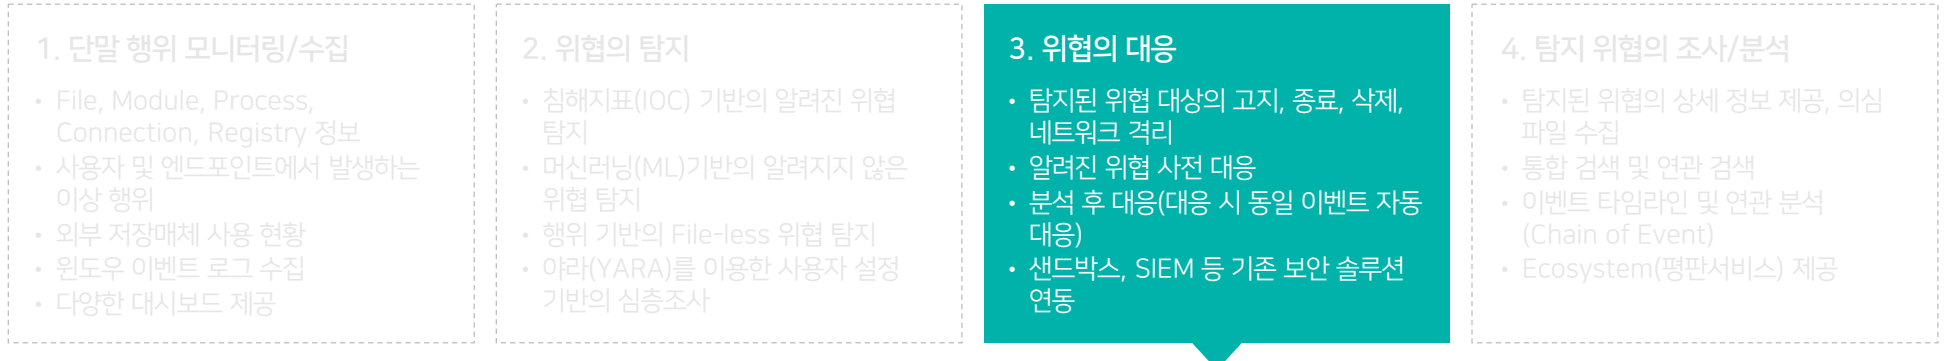 1. 단말 행위 모니터링/수집
• File, Module, Process,
Connection, Registry 정보
• 사용자 및 엔드포인트에서 발생하는
이상 행위
• 외부 저장매체 사용 현황
• 윈도우 이벤트 로그 수집
• 다양한 대시보드 제공
2. 위협의 탐지
• 침해지표(IOC) 기반의 알려진 위협
탐지
• 머신러닝(ML)기반의 알려지지 않은
위협 탐지
• 행위 기반의 File-less 위협 탐지
• 야라(YARA)를 이용한 사용자 설정
기반의 심층조사
3. 위협의 대응
• 탐지된 위협 대상의 고지, 종료, 삭제,
네트워크 격리
• 알려진 위협 사전 대응
• 분석 후 대응(대응 시 동일 이벤트 자동
대응)
• 샌드박스, SIEM 등 기존 보안 솔루션
연동
4. 탐지 위협의 조사/분석
• 탐지된 위협의 상세 정보 제공, 의심
파일 수집
• 통합 검색 및 연관 검색
• 이벤트 타임라인 및 연관 분석
(Chain of Event)
• Ecosystem(평판서비스) 제공